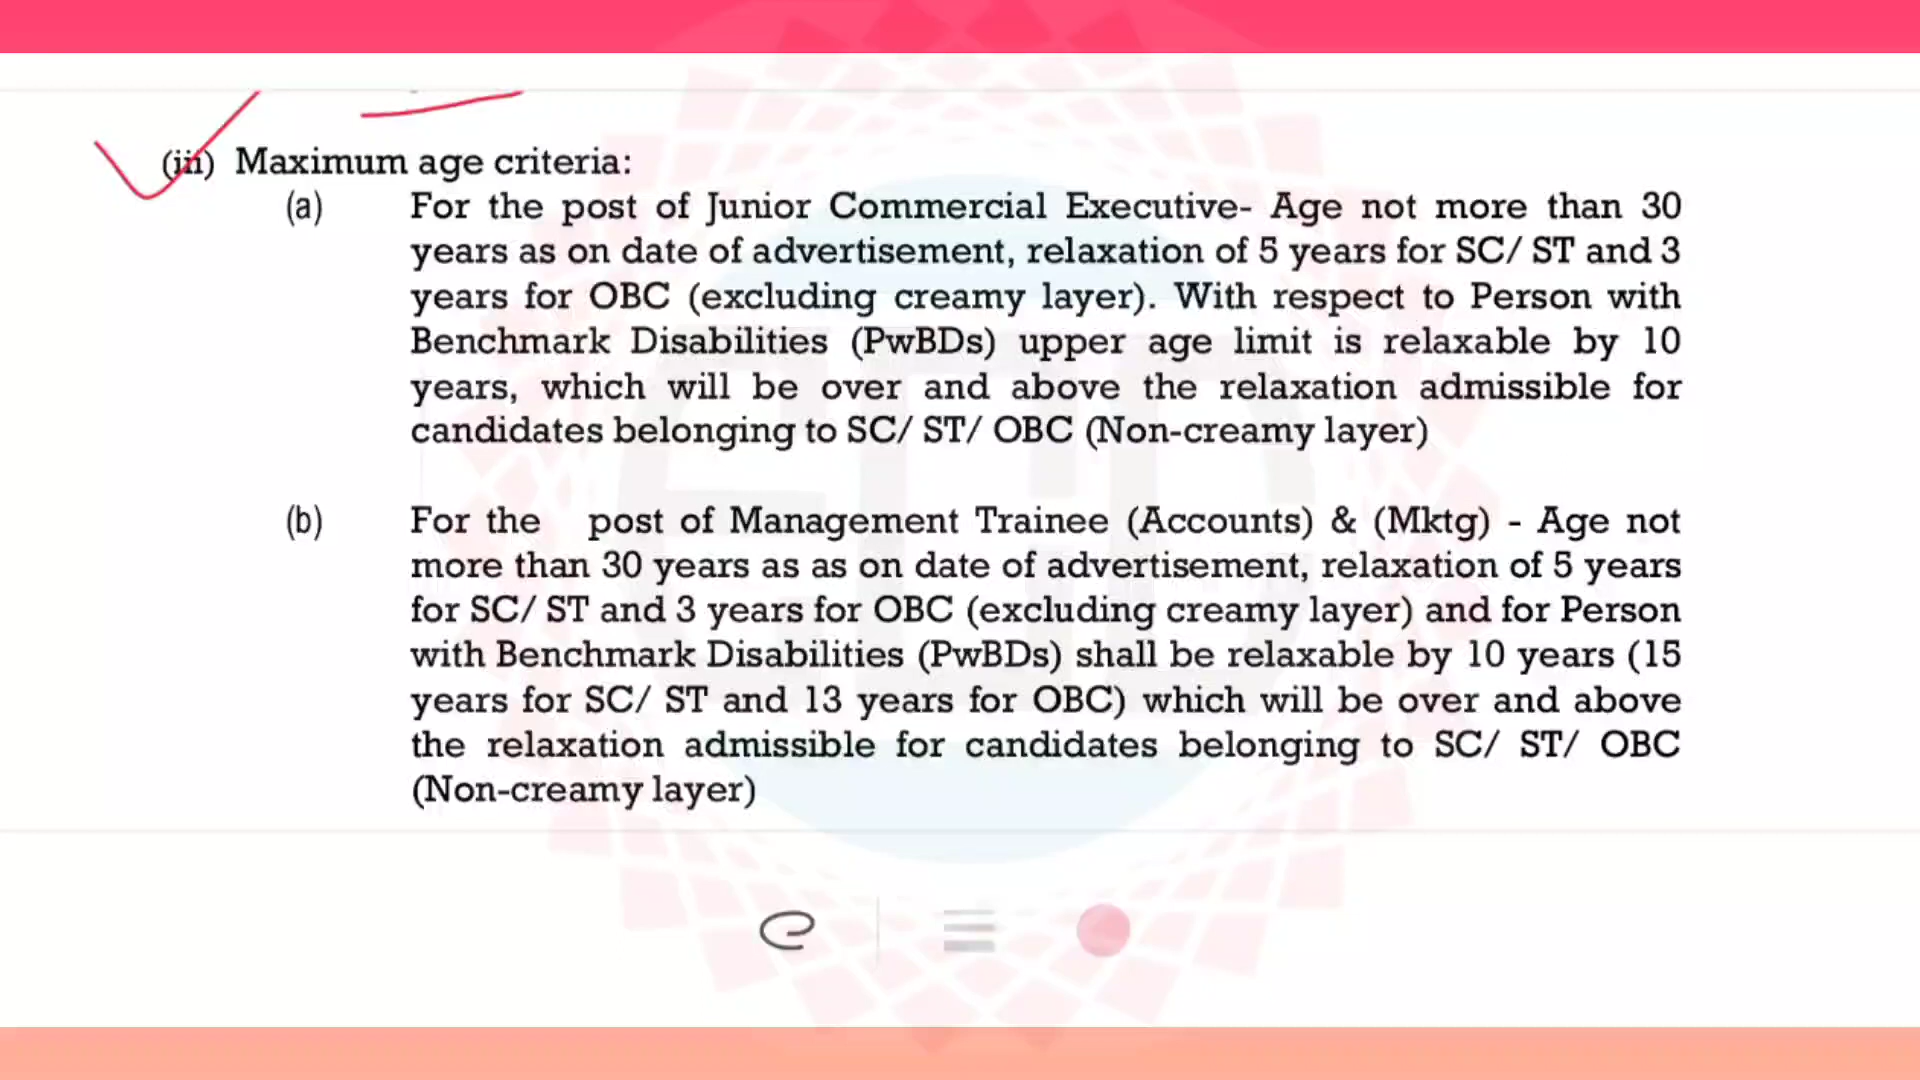 (iii) Maximum age criteria:
(a) For the post of Junior Commercial Executive- Age not more than 30
years as on date of advertisement, relaxation of 5 years for SC/ ST and 3
years for OBC (excluding creamy layer). With respect to Person with
Benchmark Disabilities (PwBDs) upper age limit is relaxable by 10
years, which will be over and above the relaxation admissible for
candidates belonging to SC/ ST/ OBC (Non-creamy layer)
(b) For the post of Management Trainee (Accounts) & (Mktg) - Age not
more than 30 years as as on date of advertisement, relaxation of 5 years
for SC/ ST and 3 years for OBC (excluding creamy layer) and for Person
with Benchmark Disabilities (PwBDs) shall be relaxable by 10 years (15
years for SC/ ST and 13 years for OBC) which will be over and above
the relaxation admissible for candidates belonging to SC/ ST/ OBC
(Non-creamy layer)